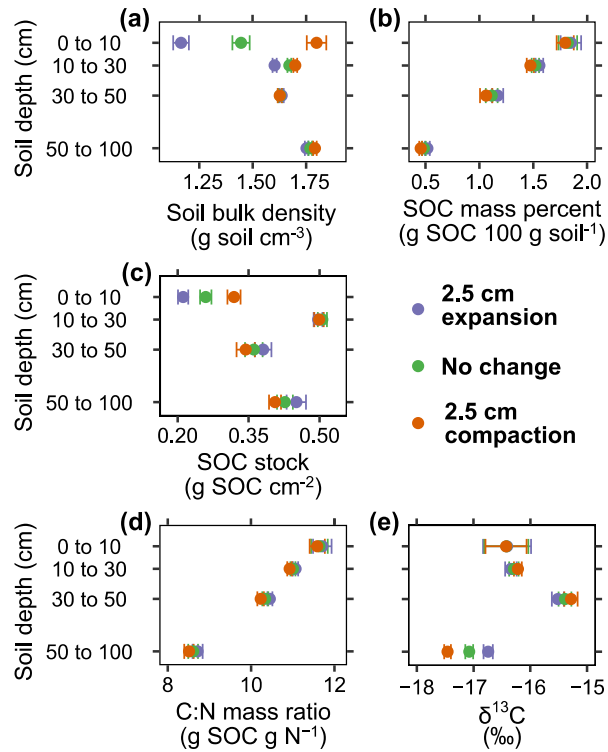 (a)
(b)
Soil depth (cm)
0 to 10
10 to 30
30 to 50
50 to 100
1.25 1.50 1.75
0.5 1.0 1.5 2.0
Soil bulk density
(g soil cm⁻³)
SOC mass percent
(g SOC 100 g soil⁻¹)
(c)
Soil depth (cm)
0 to 10
10 to 30
30 to 50
50 to 100
0.20 0.35 0.50
SOC stock
(g SOC cm⁻²)
2.5 cm
expansion
No change
2.5 cm
compaction
(d)
(e)
Soil depth (cm)
0 to 10
10 to 30
30 to 50
50 to 100
8 10 12
−18 −17 −16 −15
C:N mass ratio
(g SOC g N⁻¹)
δ¹³C
(‰)